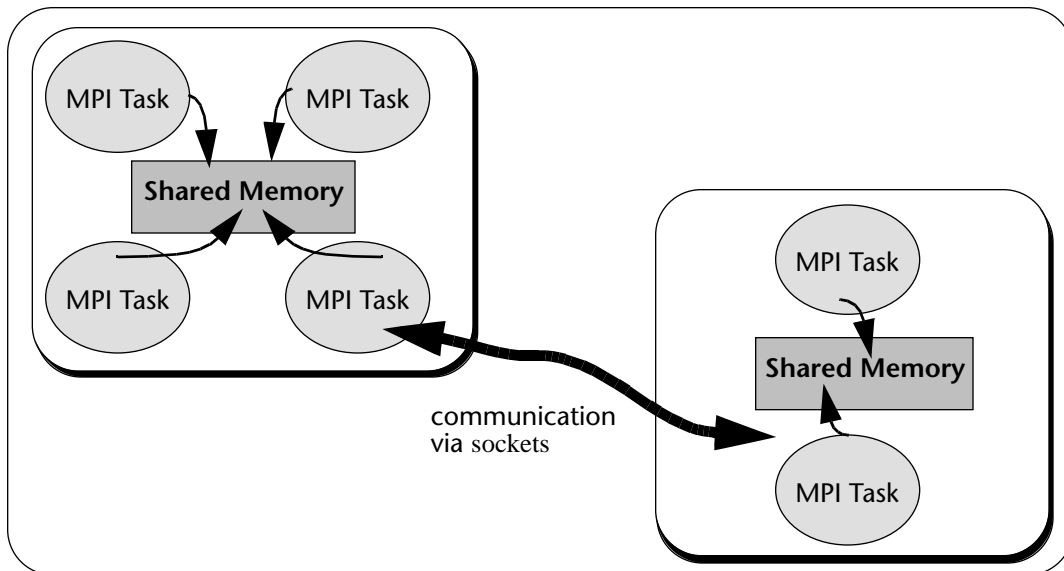 MPI Task
MPI Task
Shared Memory
MPI Task
MPI Task
MPI Task
Shared Memory
MPI Task
communication
via sockets